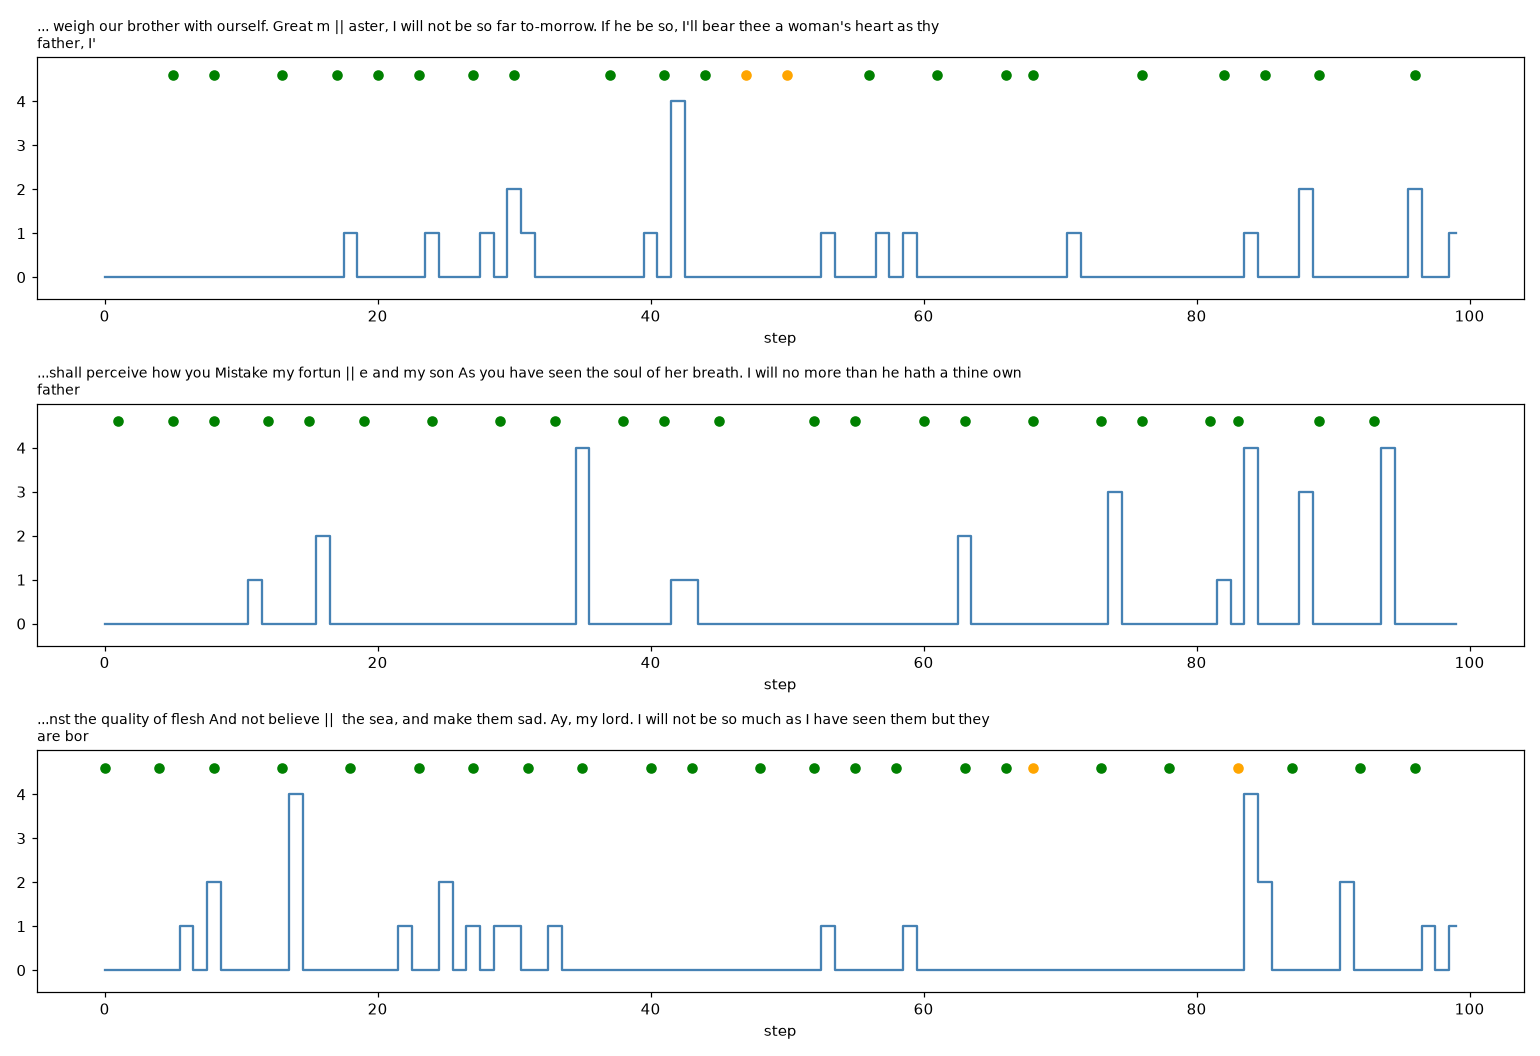 ... weigh our brother with ourself. Great m || aster, I will not be so far to-morrow. If he be so, I'll bear thee a woman's heart as thy
father, I'
4
3
2
1
0
0 20 40 60 80 100
step
...shall perceive how you Mistake my fortun || e and my son As you have seen the soul of her breath. I will no more than he hath a thine own
father
4
3
2
1
0
0 20 40 60 80 100
step
...nst the quality of flesh And not believe ||  the sea, and make them sad. Ay, my lord. I will not be so much as I have seen them but they
are bor
4
3
2
1
0
0 20 40 60 80 100
step